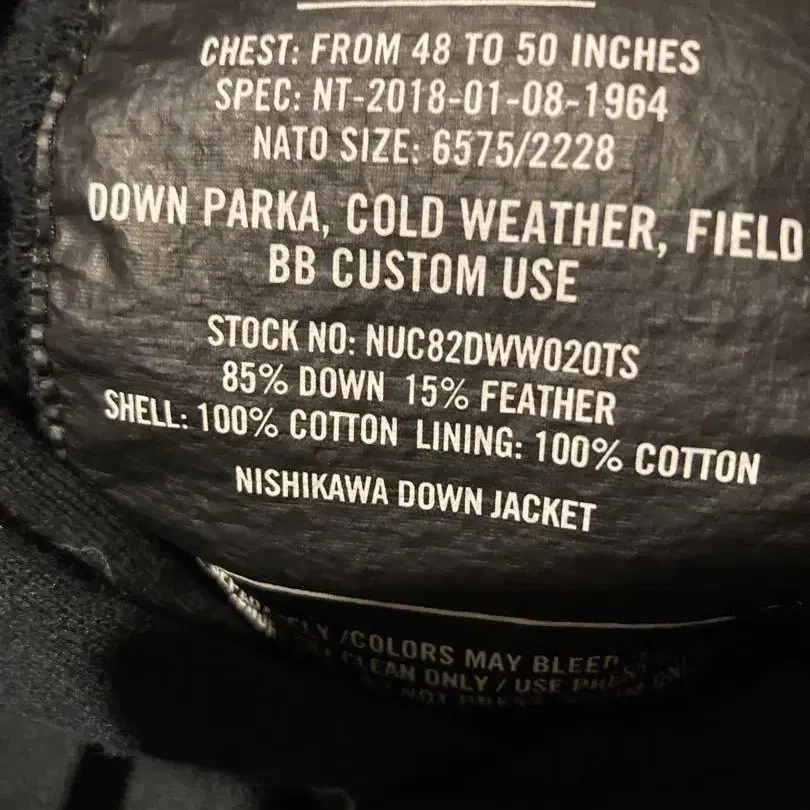 CHEST: FROM 48 TO 50 INCHES
SPEC: NT-2018-01-08-1964
NATO SIZE: 6575/2228
DOWN PARKA, COLD WEATHER, FIELD
BB CUSTOM USE
STOCK NO: NUC82DWW020TS
85% DOWN 15% FEATHER
SHELL: 100% COTTON LINING: 100% COTTON
NISHIKAWA DOWN JACKET
/COLORS MAY BLEED
CLEAN ONLY / USE